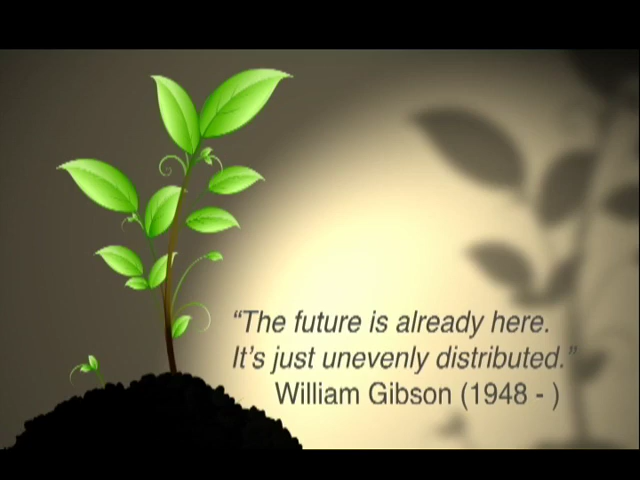 “The future is already here.
It’s just unevenly distributed.”
William Gibson (1948 - )